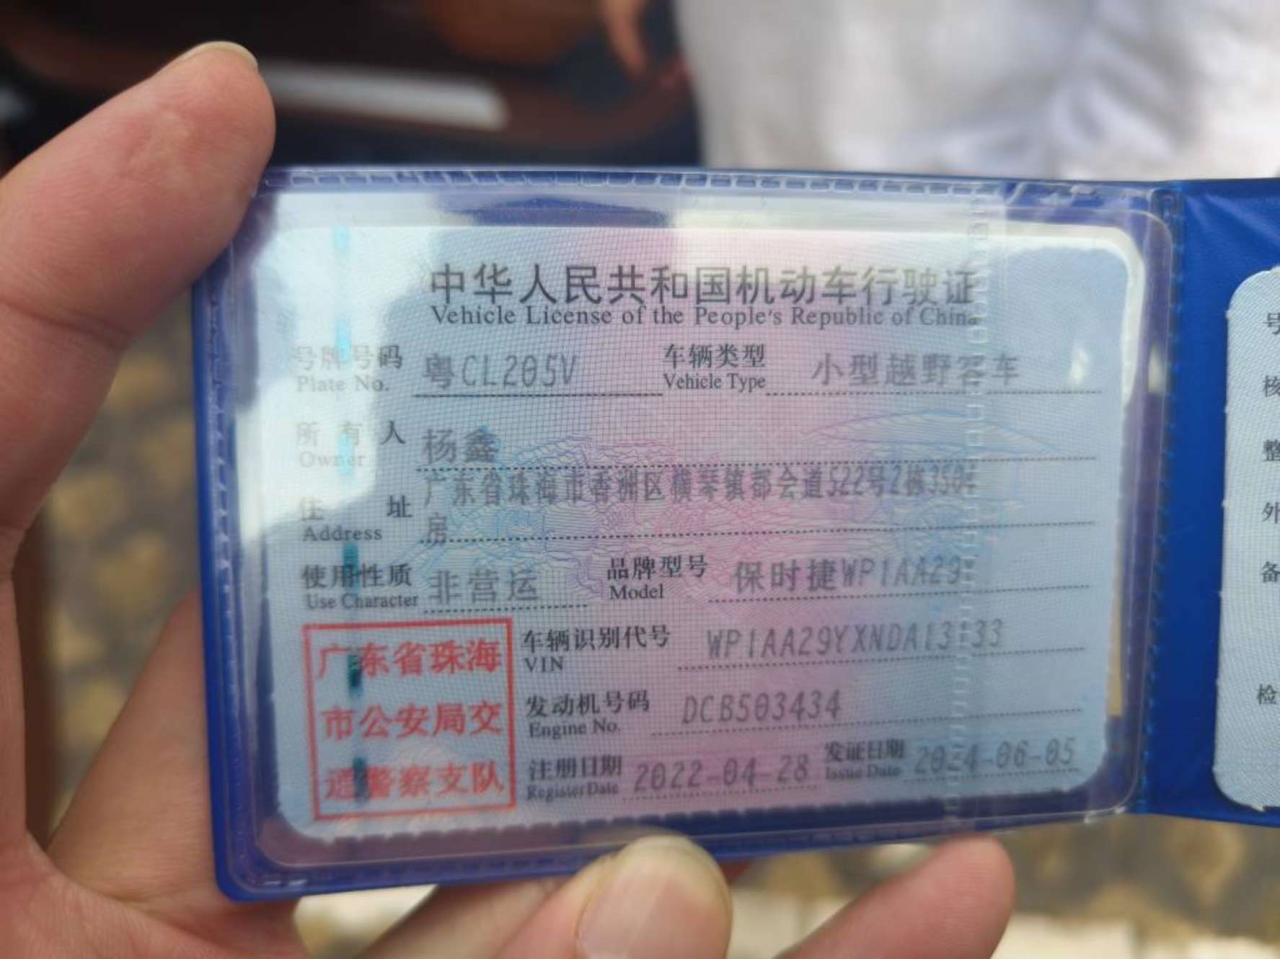 中华人民共和国机动车行驶证
Vehicle License of the People's Republic of China
号牌号码 粤CL205V 车辆类型 小型越野客车
Plate No. Vehicle Type
所有人 杨鑫
Owner
住址 广东省珠海市香洲区横琴镇都会道522号2栋3504
Address 房
使用性质 非营运 品牌型号 保时捷WP1AA29
Use Character Model
广东省珠海
市公安局交
通警察支队
车辆识别代号
VIN
发动机号码 DCB503434
Engine No.
注册日期 2022-04-28 发证日期 2024-06-05
Register Date Issue Date
号
核
整
外
备
检